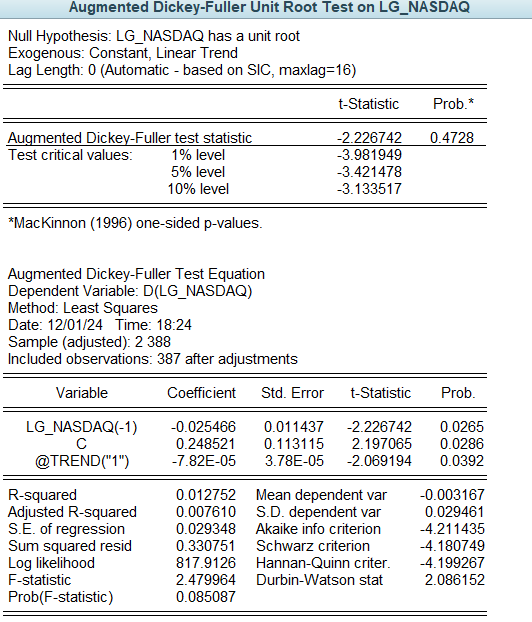 Augmented Dickey-Fuller Unit Root Test on LG_NASDAQ
Null Hypothesis: LG_NASDAQ has a unit root
Exogenous: Constant, Linear Trend
Lag Length: 0 (Automatic - based on SIC, maxlag=16)
t-Statistic Prob.*
Augmented Dickey-Fuller test statistic -2.226742 0.4728
Test critical values: 1% level -3.981949
5% level -3.421478
10% level -3.133517
*MacKinnon (1996) one-sided p-values.
Augmented Dickey-Fuller Test Equation
Dependent Variable: D(LG_NASDAQ)
Method: Least Squares
Date: 12/01/24 Time: 18:24
Sample (adjusted): 2 388
Included observations: 387 after adjustments
Variable Coefficient Std. Error t-Statistic Prob.
LG_NASDAQ(-1) -0.025466 0.011437 -2.226742 0.0265
C 0.248521 0.113115 2.197065 0.0286
@TREND("1") -7.82E-05 3.78E-05 -2.069194 0.0392
R-squared 0.012752 Mean dependent var -0.003167
Adjusted R-squared 0.007610 S.D. dependent var 0.029461
S.E. of regression 0.029348 Akaike info criterion -4.211435
Sum squared resid 0.330751 Schwarz criterion -4.180749
Log likelihood 817.9126 Hannan-Quinn criter. -4.199267
F-statistic 2.479964 Durbin-Watson stat 2.086152
Prob(F-statistic) 0.085087